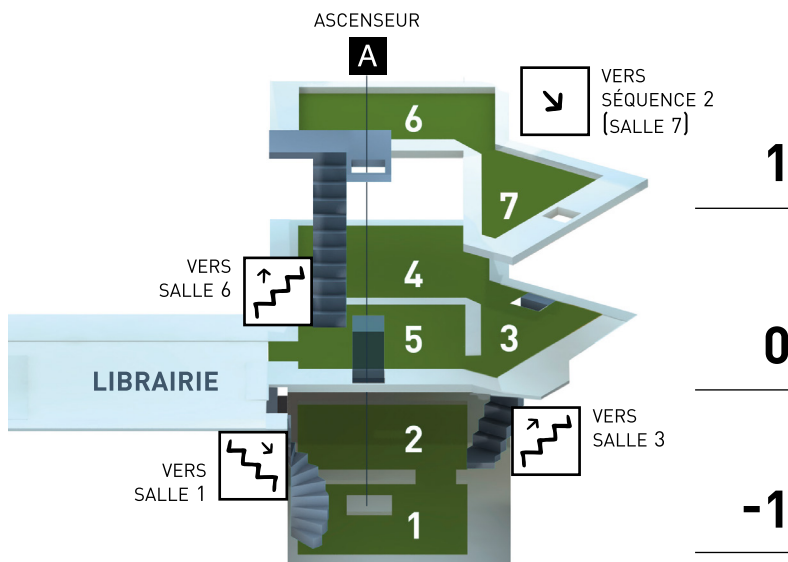 ASCENSEUR
A
VERS
SÉQUENCE 2
(SALLE 7)
6
1
7
VERS
SALLE 6
4
5
3
0
LIBRAIRIE
2
VERS
SALLE 3
VERS
SALLE 1
1
-1